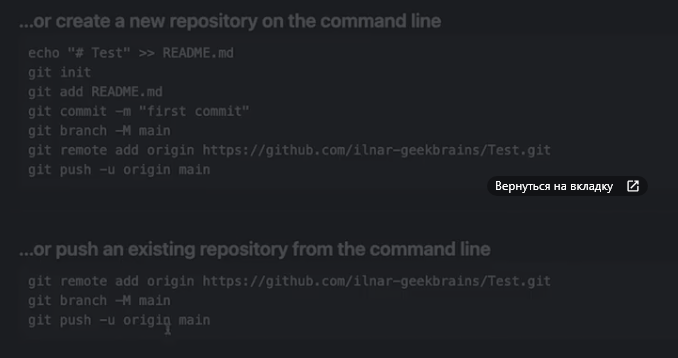 ...or create a new repository on the command line
echo "# Test" >> README.md
git init
git add README.md
git commit -m "first commit"
git branch -M main
git remote add origin https://github.com/ilnar-geekbrains/Test.git
git push -u origin main
Вернуться на вкладку
...or push an existing repository from the command line
git remote add origin https://github.com/ilnar-geekbrains/Test.git
git branch -M main
git push -u origin main